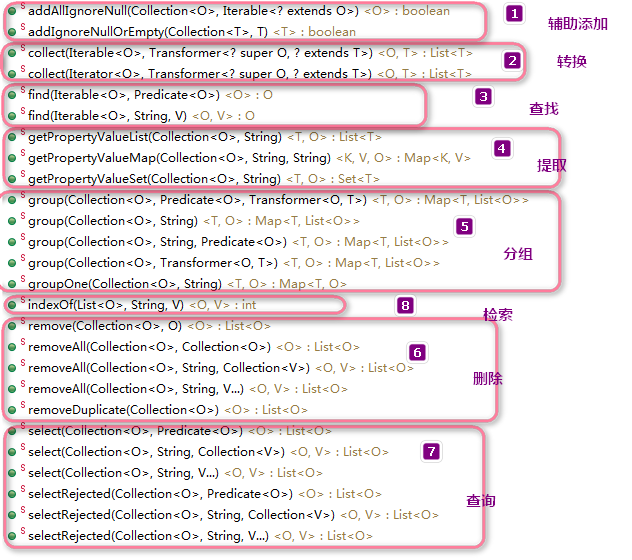 S addAllIgnoreNull(Collection<O>, Iterable<? extends O>) <O> : boolean 1 辅助添加
S addIgnoreNullOrEmpty(Collection<T>, T) <T> : boolean
S collect(Iterable<O>, Transformer<? super O, ? extends T>) <O, T> : List<T> 2 转换
S collect(Iterator<O>, Transformer<? super O, ? extends T>) <O, T> : List<T>
S find(Iterable<O>, Predicate<O>) <O> : O 3 查找
S find(Iterable<O>, String, V) <O, V> : O
S getPropertyValueList(Collection<O>, String) <T, O> : List<T>
S getPropertyValueMap(Collection<O>, String, String) <K, V, O> : Map<K, V> 4 提取
S getPropertyValueSet(Collection<O>, String) <T, O> : Set<T>
S group(Collection<O>, Predicate<O>, Transformer<O, T>) <T, O> : Map<T, List<O>>
S group(Collection<O>, String) <T, O> : Map<T, List<O>> 5
S group(Collection<O>, String, Predicate<O>) <T, O> : Map<T, List<O>> 分组
S group(Collection<O>, Transformer<O, T>) <T, O> : Map<T, List<O>>
S groupOne(Collection<O>, String) <T, O> : Map<T, O>
S indexOf(List<O>, String, V) <O, V> : int 8 检索
S remove(Collection<O>, O) <O> : List<O>
S removeAll(Collection<O>, Collection<O>) <O> : List<O> 6
S removeAll(Collection<O>, String, Collection<V>) <O, V> : List<O> 删除
S removeAll(Collection<O>, String, V...) <O, V> : List<O>
S removeDuplicate(Collection<O>) <O> : List<O>
S select(Collection<O>, Predicate<O>) <O> : List<O>
S select(Collection<O>, String, Collection<V>) <O, V> : List<O> 7
S select(Collection<O>, String, V...) <O, V> : List<O>
S selectRejected(Collection<O>, Predicate<O>) <O> : List<O> 查询
S selectRejected(Collection<O>, String, Collection<V>) <O, V> : List<O>
S selectRejected(Collection<O>, String, V...) <O, V> : List<O>